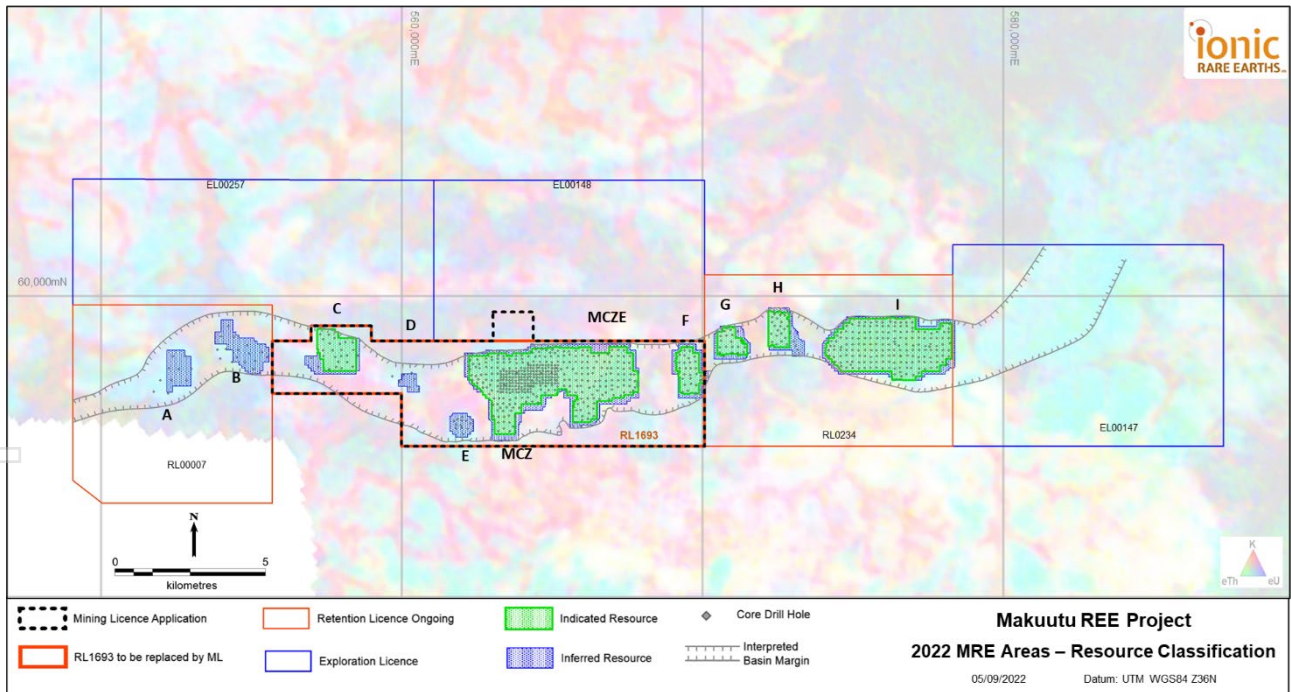 ionic
RARE EARTHS
560,000mE
580,000mE
EL00257
EL00148
60,000mN
C
D
MCZE
F
G
H
I
A
B
E
MCZ
RL1693
RL0234
EL00147
RL00007
N
0 5
kilometres
K
eTh eU
Mining Licence Application
Retention Licence Ongoing
Indicated Resource
Core Drill Hole
RL1693 to be replaced by ML
Exploration Licence
Inferred Resource
Interpreted
Basin Margin
Makuutu REE Project
2022 MRE Areas – Resource Classification
05/09/2022 Datum: UTM WGS84 Z36N